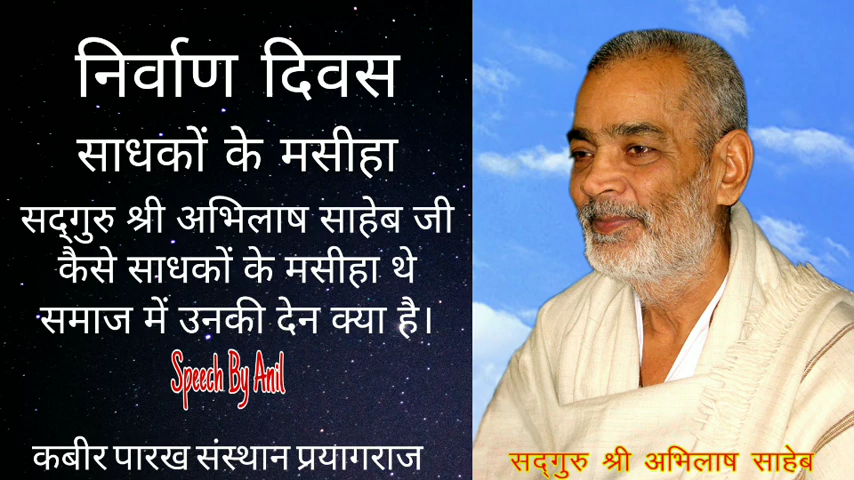 निर्वाण दिवस
साधकों के मसीहा
सद्गुरु श्री अभिलाष साहेब जी
कैसे साधकों के मसीहा थे
समाज में उनकी देन क्या है।
Speech By Anil
कबीर पारख संस्थान प्रयागराज
सद्गुरु श्री अभिलाष साहेब